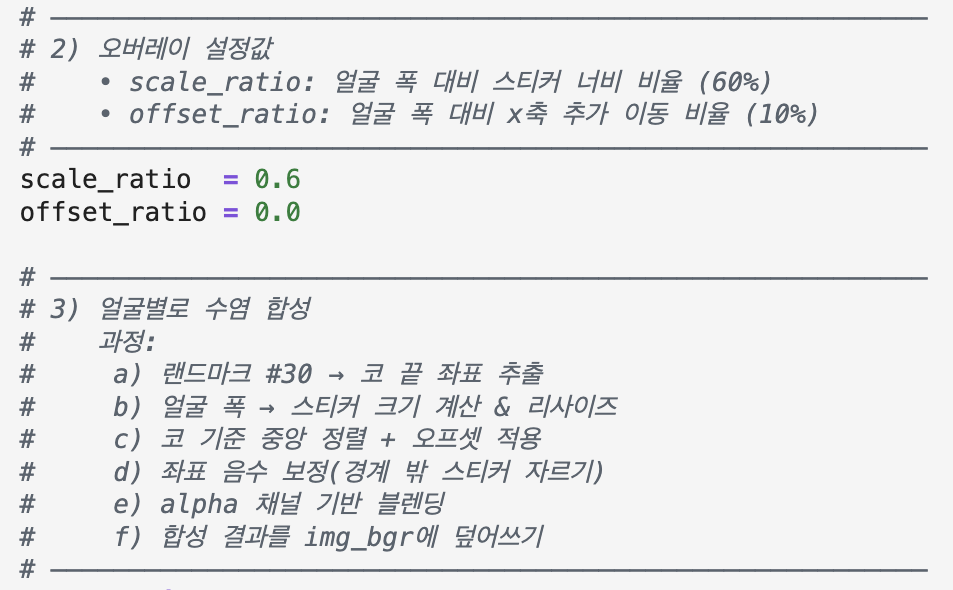 # ────────────────────────────────
# 2) 오버레이 설정값
#    • scale_ratio: 얼굴 폭 대비 스티커 너비 비율 (60%)
#    • offset_ratio: 얼굴 폭 대비 x축 추가 이동 비율 (10%)
# ────────────────────────────────
scale_ratio  = 0.6
offset_ratio = 0.0
# ────────────────────────────────
# 3) 얼굴별로 수염 합성
#    과정:
#     a) 랜드마크 #30 → 코 끝 좌표 추출
#     b) 얼굴 폭 → 스티커 크기 계산 & 리사이즈
#     c) 코 기준 중앙 정렬 + 오프셋 적용
#     d) 좌표 음수 보정(경계 밖 스티커 자르기)
#     e) alpha 채널 기반 블렌딩
#     f) 합성 결과를 img_bgr에 덮어쓰기
# ────────────────────────────────